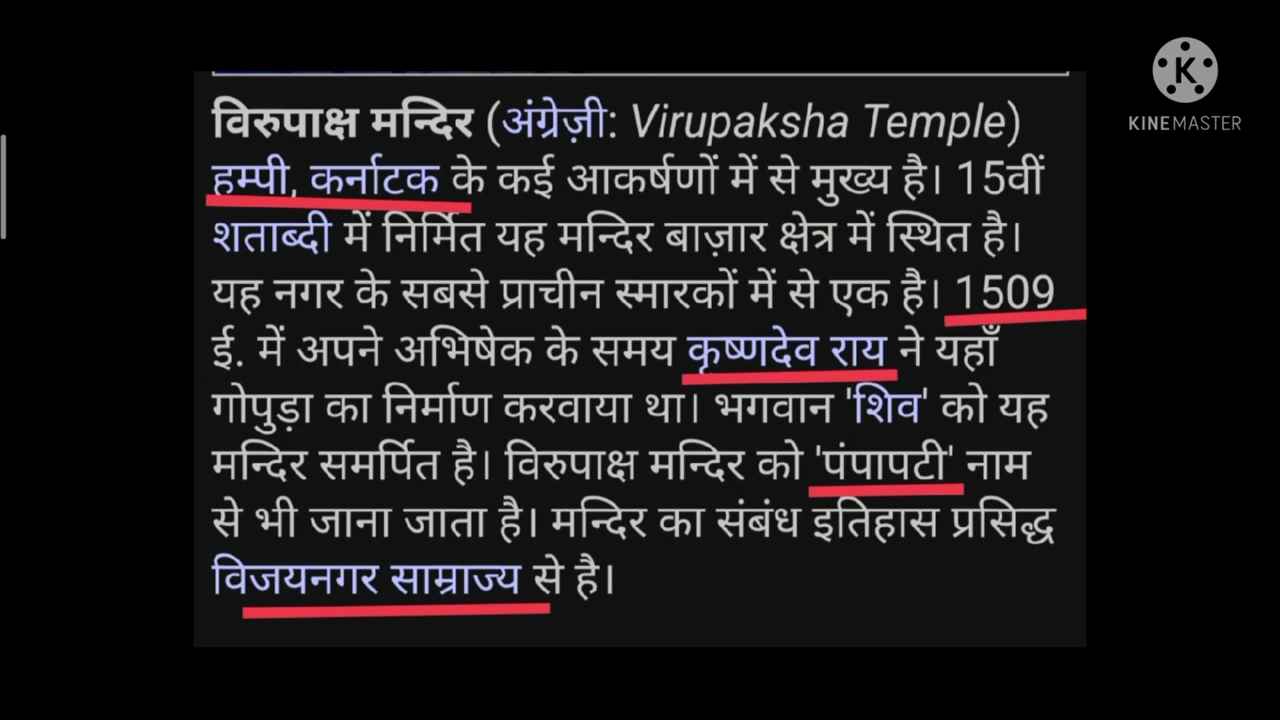 K
KINEMASTER
विरुपाक्ष मन्दिर (अंग्रेज़ी: Virupaksha Temple)
हम्पी, कर्नाटक के कई आकर्षणों में से मुख्य है। 15वीं
शताब्दी में निर्मित यह मन्दिर बाज़ार क्षेत्र में स्थित है।
यह नगर के सबसे प्राचीन स्मारकों में से एक है। 1509
ई. में अपने अभिषेक के समय कृष्णदेव राय ने यहाँ
गोपुड़ा का निर्माण करवाया था। भगवान 'शिव' को यह
मन्दिर समर्पित है। विरुपाक्ष मन्दिर को 'पंपापटी' नाम
से भी जाना जाता है। मन्दिर का संबंध इतिहास प्रसिद्ध
विजयनगर साम्राज्य से है।